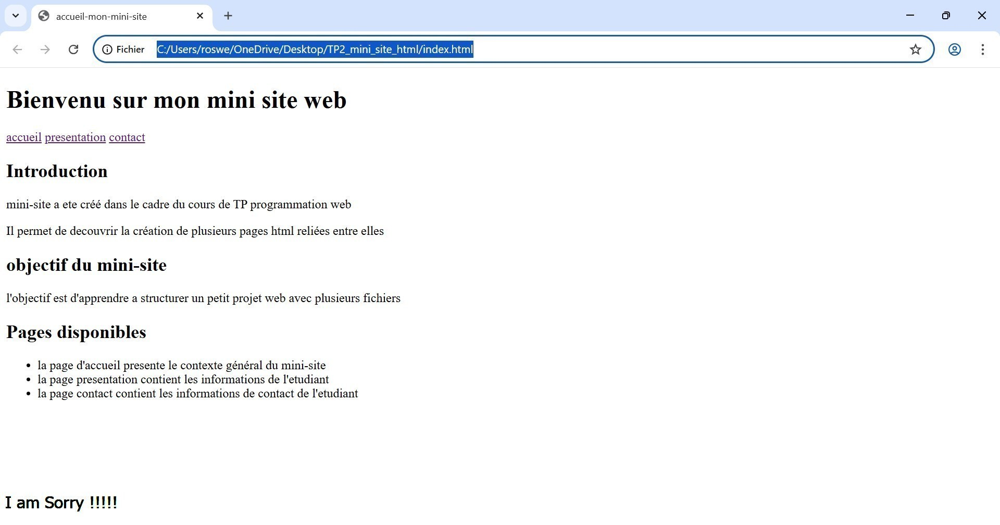 accueil-mon-mini-site
Fichier C:/Users/roswe/OneDrive/Desktop/TP2_mini_site_html/index.html
Bienvenu sur mon mini site web
accueil presentation contact
Introduction
mini-site a ete créé dans le cadre du cours de TP programmation web
Il permet de decouvrir la création de plusieurs pages html reliées entre elles
objectif du mini-site
l'objectif est d'apprendre a structurer un petit projet web avec plusieurs fichiers
Pages disponibles
la page d'accueil presente le contexte général du mini-site
la page presentation contient les informations de l'etudiant
la page contact contient les informations de contact de l'etudiant
I am Sorry !!!!!